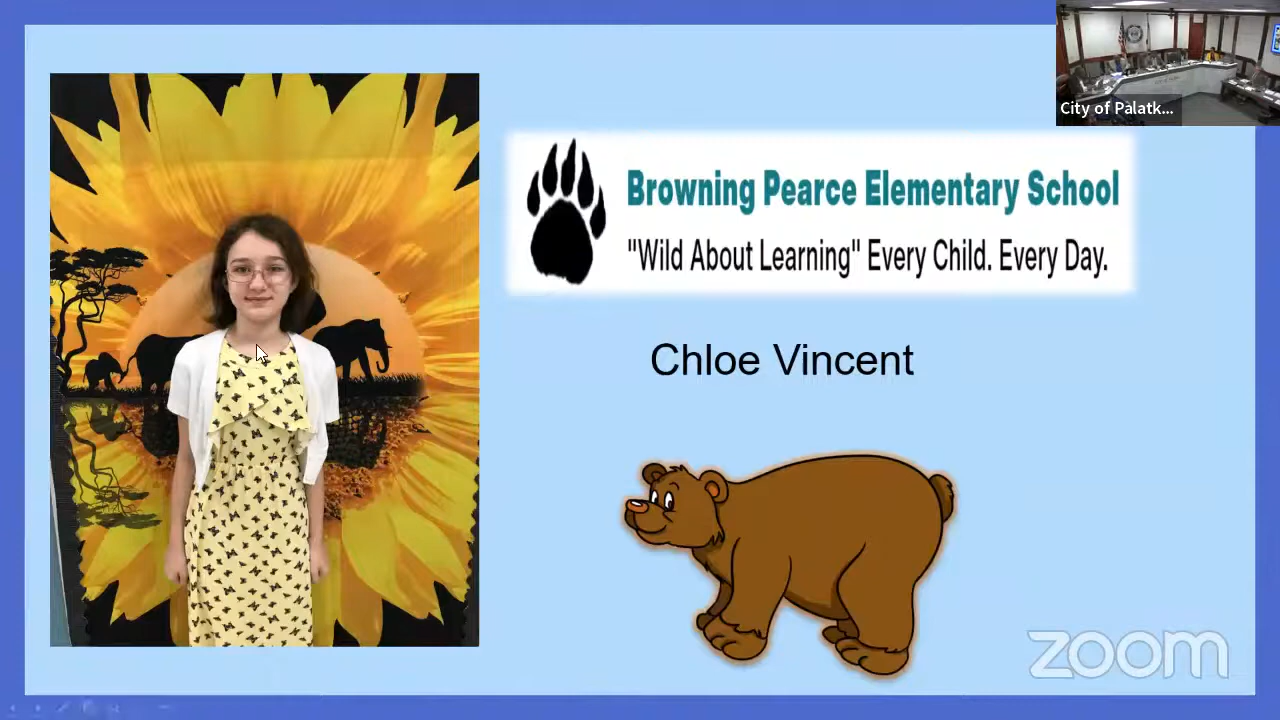 City of Palatk...
Browning Pearce Elementary School
"Wild About Learning" Every Child. Every Day.
Chloe Vincent
zoom